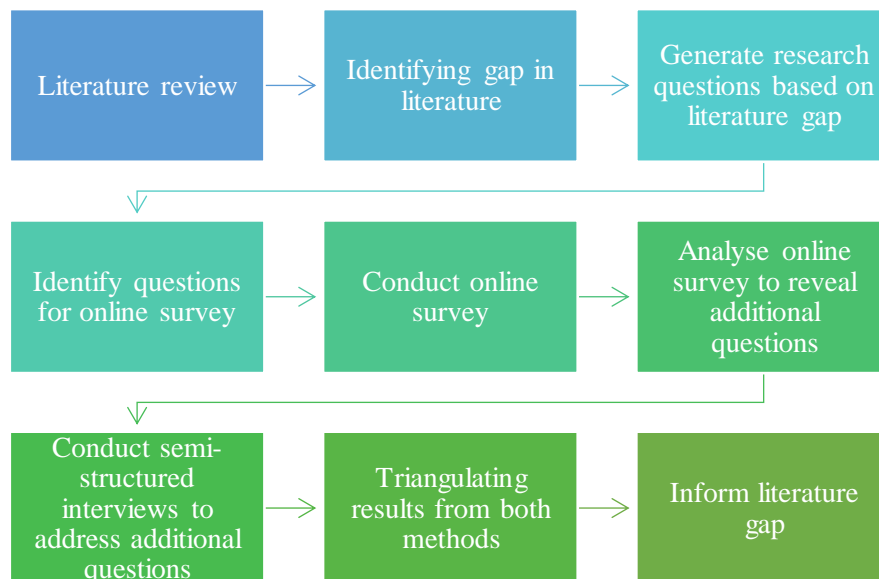 Literature review
Identifying gap in
literature
Generate research
questions based on
literature gap
Identify questions
for online survey
Conduct online
survey
Analyse online
survey to reveal
additional
questions
Conduct semi-
structured
interviews to
address additional
questions
Triangulating
results from both
methods
Inform literature
gap